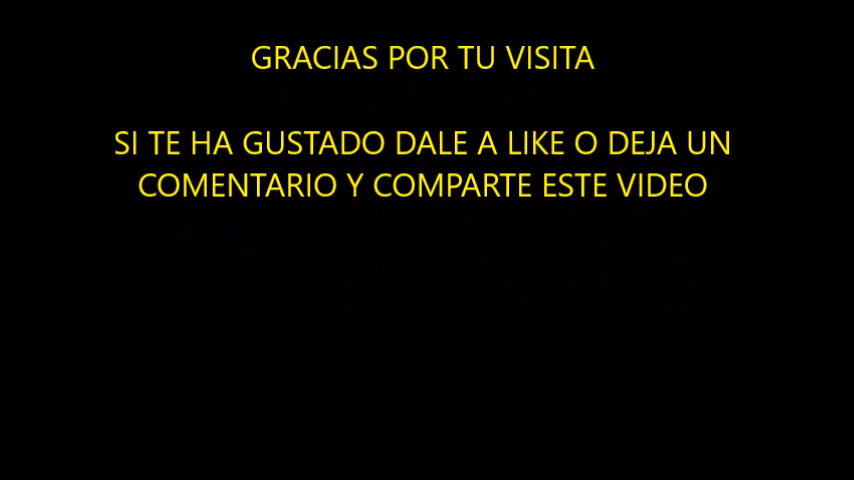 GRACIAS POR TU VISITA
SI TE HA GUSTADO DALE A LIKE O DEJA UN
COMENTARIO Y COMPARTE ESTE VIDEO